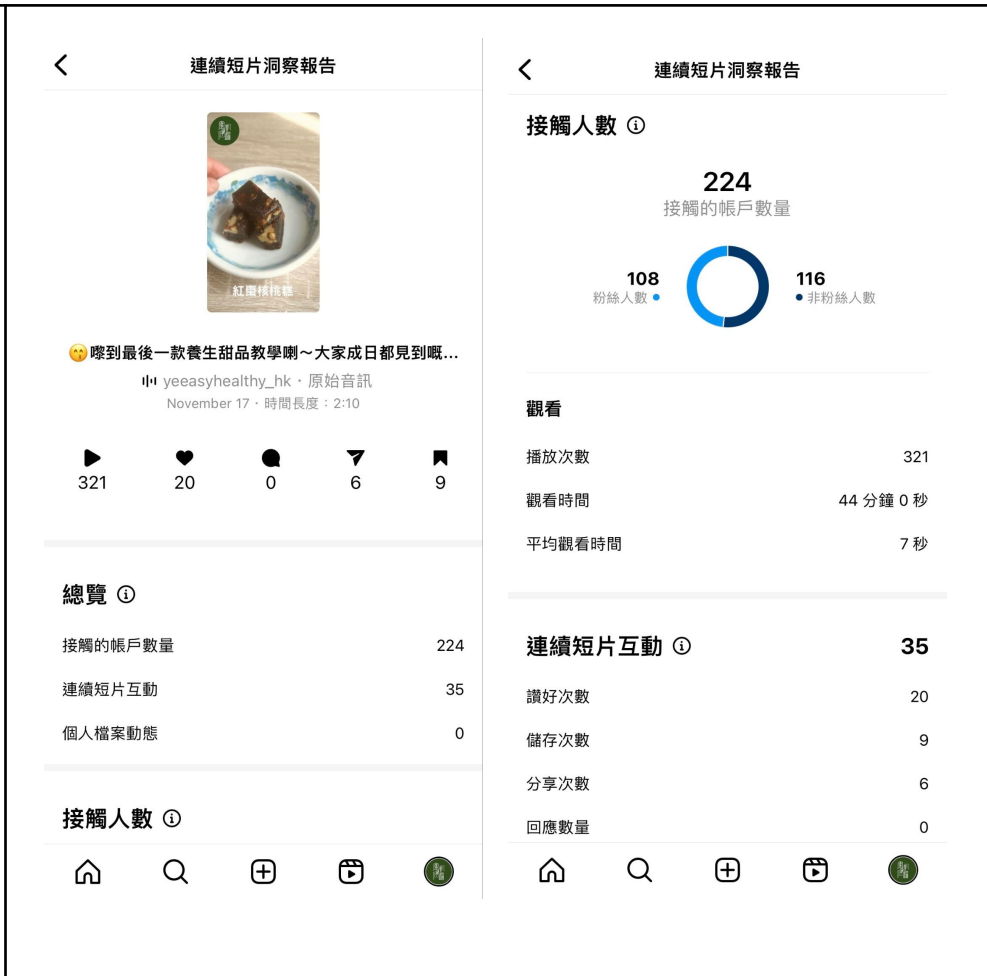 連續短片洞察報告
紅棗核桃糕
😙嚟到最後一款養生甜品教學喇～大家成日都見到嘅...
yeeasyhealthy_hk · 原始音訊
November 17 · 時間長度：2:10
321 20 0 6 9
總覽
接觸的帳戶數量 224
連續短片互動 35
個人檔案動態 0
接觸人數
連續短片洞察報告
接觸人數
224
接觸的帳戶數量
108
粉絲人數
116
非粉絲人數
觀看
播放次數 321
觀看時間 44 分鐘 0 秒
平均觀看時間 7 秒
連續短片互動 35
讚好次數 20
儲存次數 9
分享次數 6
回應數量 0